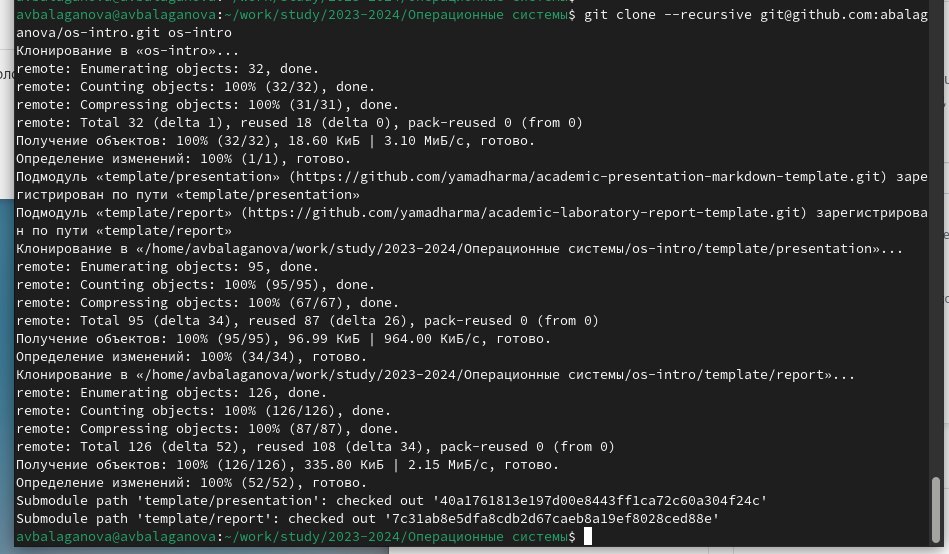 avbalaganova@avbalaganova:~/work/study/2023-2024/Операционные системы$ git clone --recursive git@github.com:abalag
anova/os-intro.git os-intro
Клонирование в «os-intro»...
remote: Enumerating objects: 32, done.
remote: Counting objects: 100% (32/32), done.
remote: Compressing objects: 100% (31/31), done.
remote: Total 32 (delta 1), reused 18 (delta 0), pack-reused 0 (from 0)
Получение объектов: 100% (32/32), 18.60 КиБ | 3.10 МиБ/с, готово.
Определение изменений: 100% (1/1), готово.
Подмодуль «template/presentation» (https://github.com/yamadharma/academic-presentation-markdown-template.git) заре
гистрирован по пути «template/presentation»
Подмодуль «template/report» (https://github.com/yamadharma/academic-laboratory-report-template.git) зарегистрирова
н по пути «template/report»
Клонирование в «/home/avbalaganova/work/study/2023-2024/Операционные системы/os-intro/template/presentation»...
remote: Enumerating objects: 95, done.
remote: Counting objects: 100% (95/95), done.
remote: Compressing objects: 100% (67/67), done.
remote: Total 95 (delta 34), reused 87 (delta 26), pack-reused 0 (from 0)
Получение объектов: 100% (95/95), 96.99 КиБ | 964.00 КиБ/с, готово.
Определение изменений: 100% (34/34), готово.
Клонирование в «/home/avbalaganova/work/study/2023-2024/Операционные системы/os-intro/template/report»...
remote: Enumerating objects: 126, done.
remote: Counting objects: 100% (126/126), done.
remote: Compressing objects: 100% (87/87), done.
remote: Total 126 (delta 52), reused 108 (delta 34), pack-reused 0 (from 0)
Получение объектов: 100% (126/126), 335.80 КиБ | 2.15 МиБ/с, готово.
Определение изменений: 100% (52/52), готово.
Submodule path 'template/presentation': checked out '40a1761813e197d00e8443ff1ca72c60a304f24c'
Submodule path 'template/report': checked out '7c31ab8e5dfa8cdb2d67caeb8a19ef8028ced88e'
avbalaganova@avbalaganova:~/work/study/2023-2024/Операционные системы$